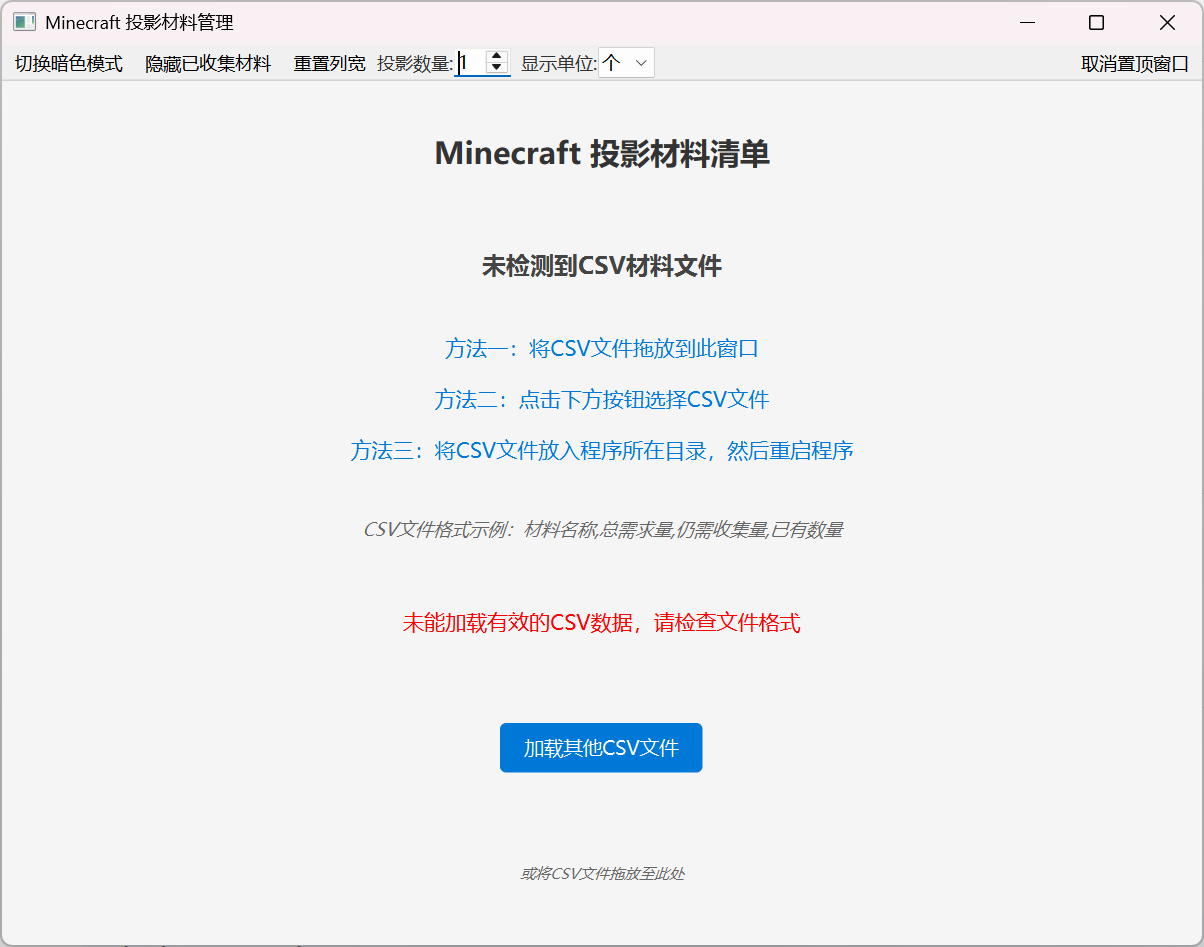 Minecraft 投影材料管理
切换暗色模式 隐藏已收集材料 重置列宽 投影数量: 1 显示单位: 个 取消置顶窗口
Minecraft 投影材料清单
未检测到CSV材料文件
方法一：将CSV文件拖放到此窗口
方法二：点击下方按钮选择CSV文件
方法三：将CSV文件放入程序所在目录，然后重启程序
CSV文件格式示例：材料名称,总需求量,仍需收集量,已有数量
未能加载有效的CSV数据，请检查文件格式
加载其他CSV文件
或将CSV文件拖放至此处